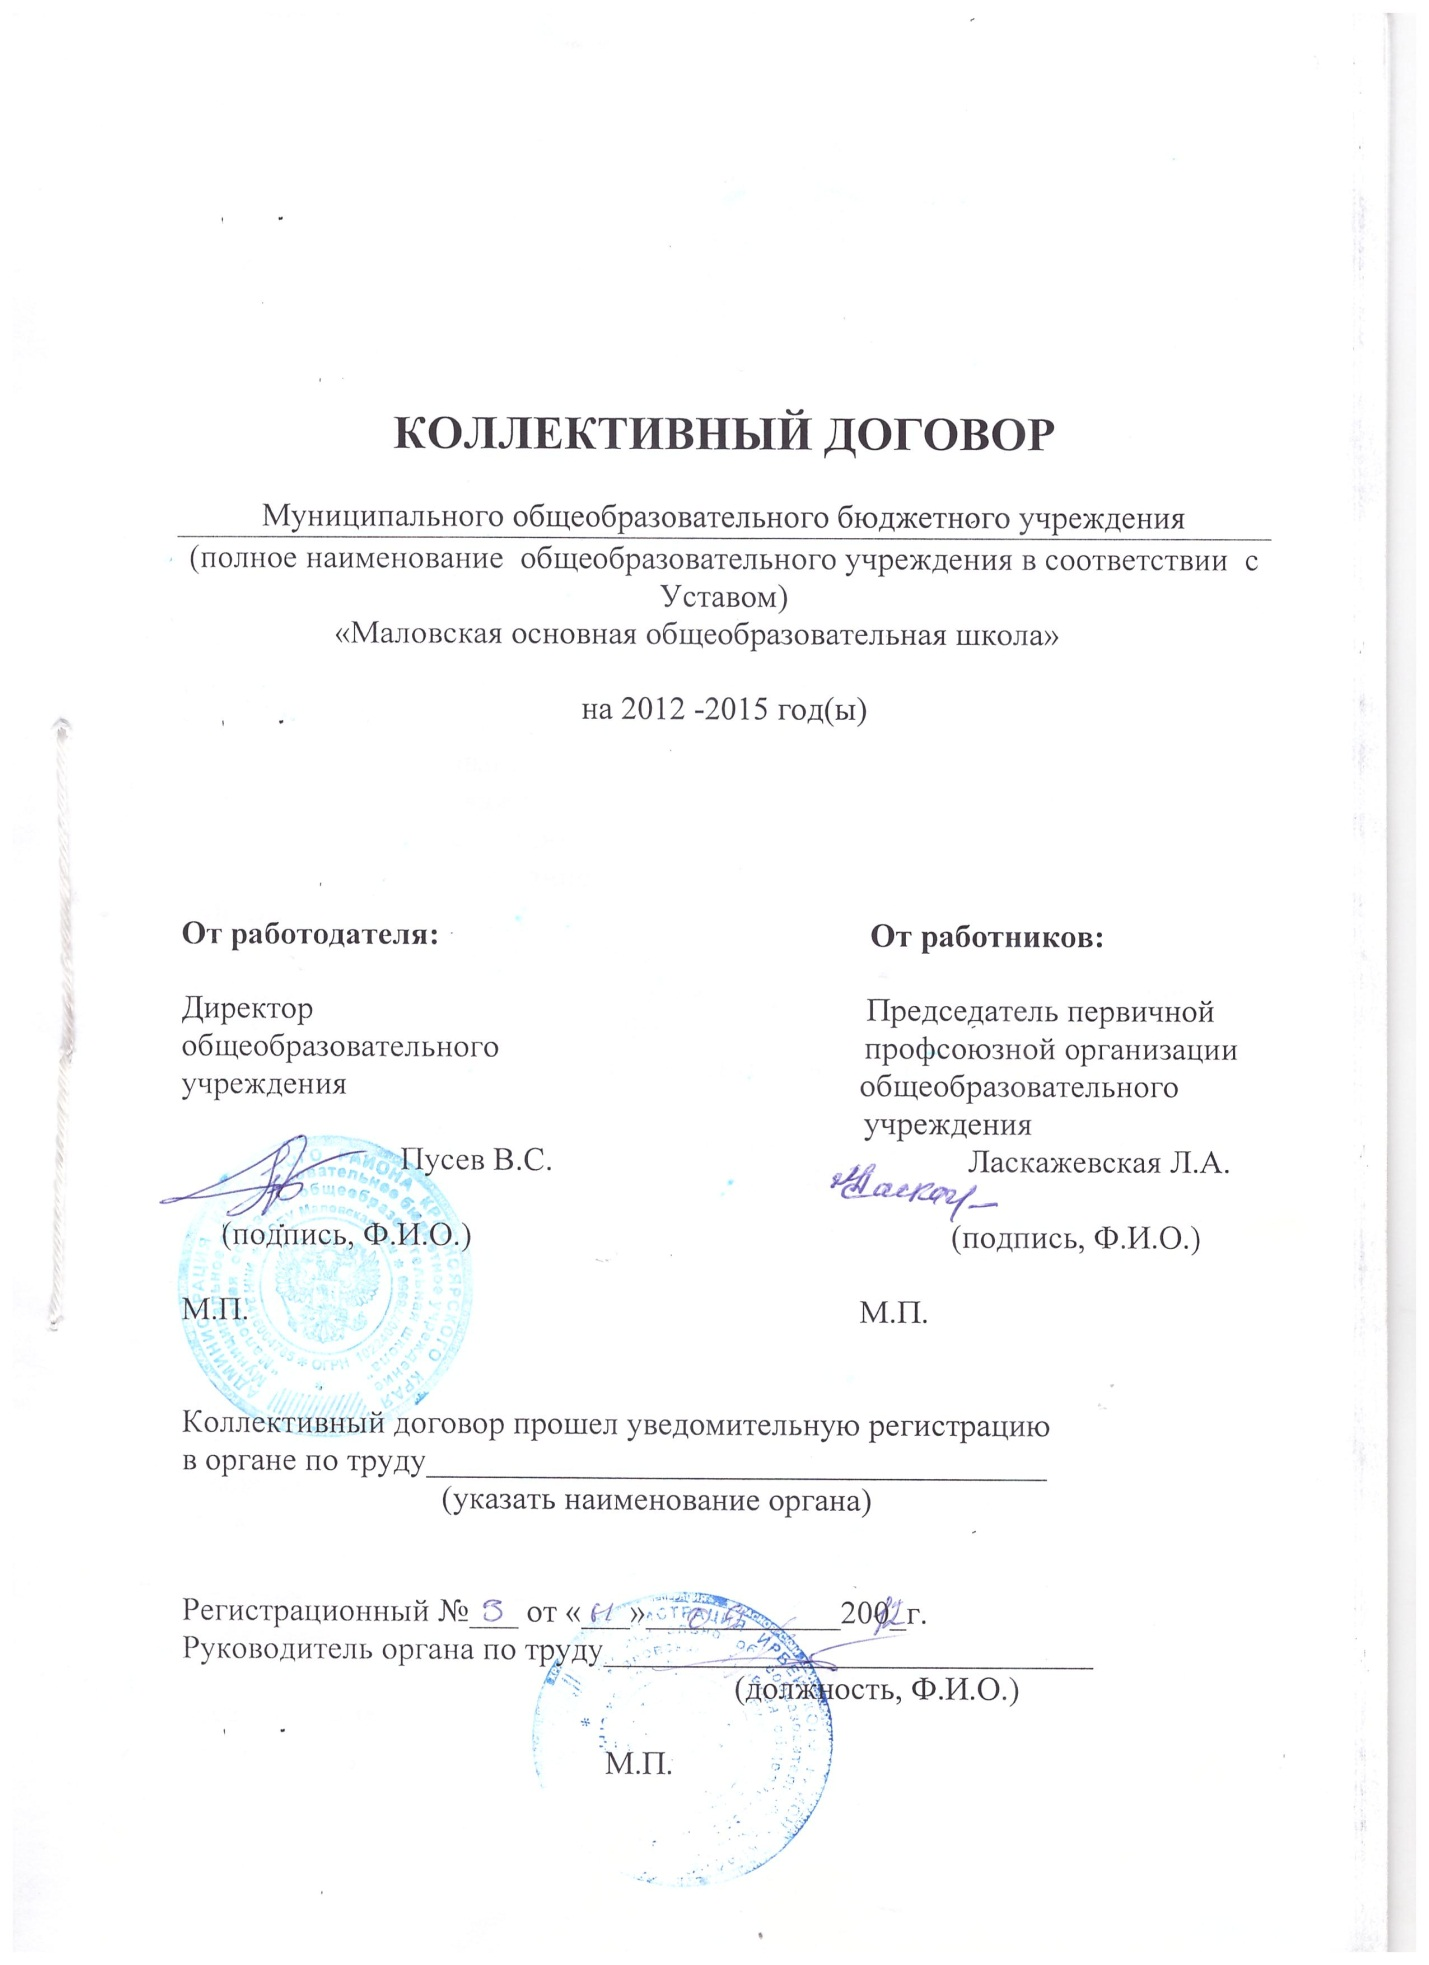 КОЛЛЕКТИВНЫЙ ДОГОВОР
Муниципального общеобразовательного бюджетного учреждения
(полное наименование общеобразовательного учреждения в соответствии с
Уставом)
«Маловская основная общеобразовательная школа»
на 2012 -2015 год(ы)
От работодателя:
От работников:
Директор
общеобразовательного
учреждения
Председатель первичной
профсоюзной организации
общеобразовательного
учреждения
Пусев В.С.
Ласкажевская Л.А.
(подпись, Ф.И.О.)
(подпись, Ф.И.О.)
М.П.
М.П.
Коллективный договор прошел уведомительную регистрацию
в органе по труду
(указать наименование органа)
Регистрационный № 3 от « » 200 12 г.
Руководитель органа по труду
(должность, Ф.И.О.)
М.П.